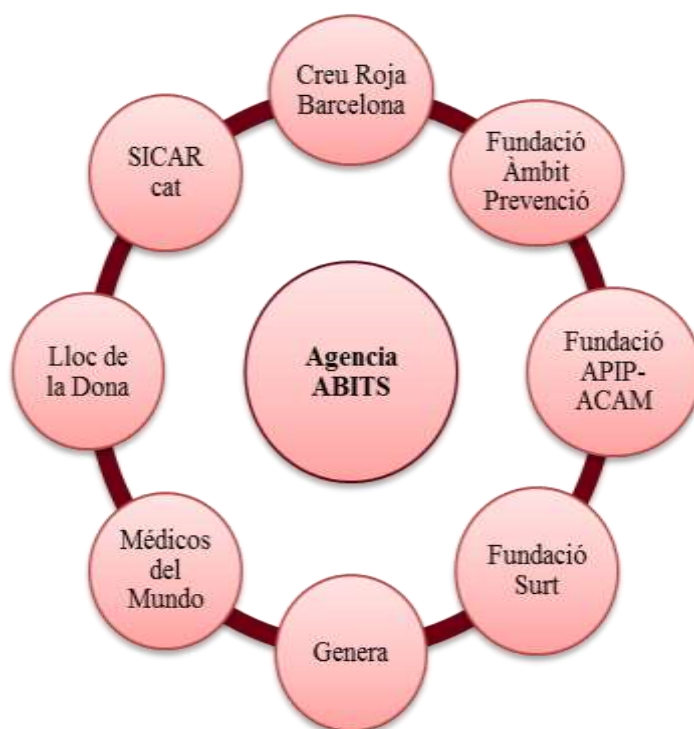 Creu Roja
Barcelona
Fundació
Àmbit
Prevenció
Fundació
APIP-
ACAM
Fundació
Surt
Genera
Médicos
del
Mundo
Lloc de
la Dona
SICAR
cat
Agencia
ABITS